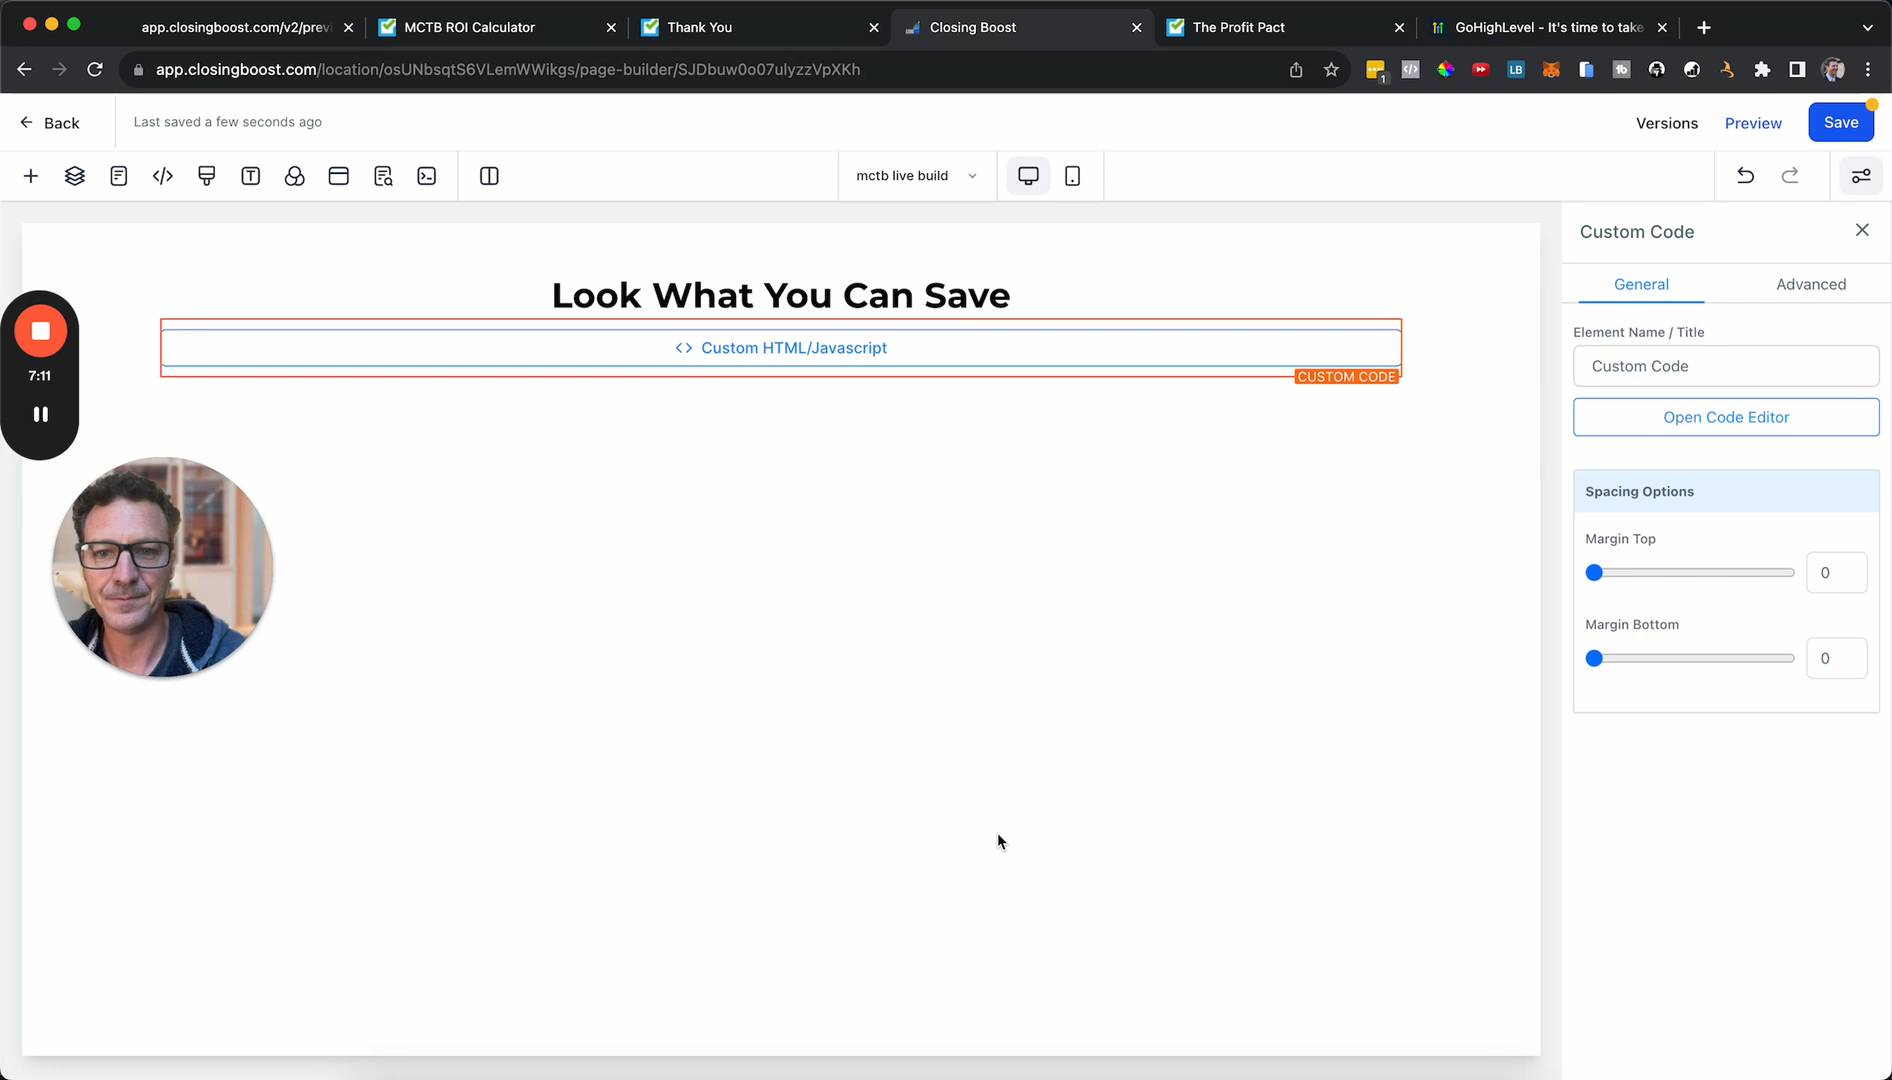 app.closingboost.com/v2/previ
MCTB ROI Calculator
Thank You
Closing Boost
The Profit Pact
GoHighLevel - It's time to take
app.closingboost.com/location/osUNbsqtS6VLemWWikgs/page-builder/SJDbuw0o07ulyzzVpXKh
1
LB
tb
Back
Last saved a few seconds ago
Versions
Preview
Save
mctb live build
Custom Code
General
Advanced
Look What You Can Save
Custom HTML/Javascript
CUSTOM CODE
7:11
Element Name / Title
Custom Code
Open Code Editor
Spacing Options
Margin Top
0
Margin Bottom
0